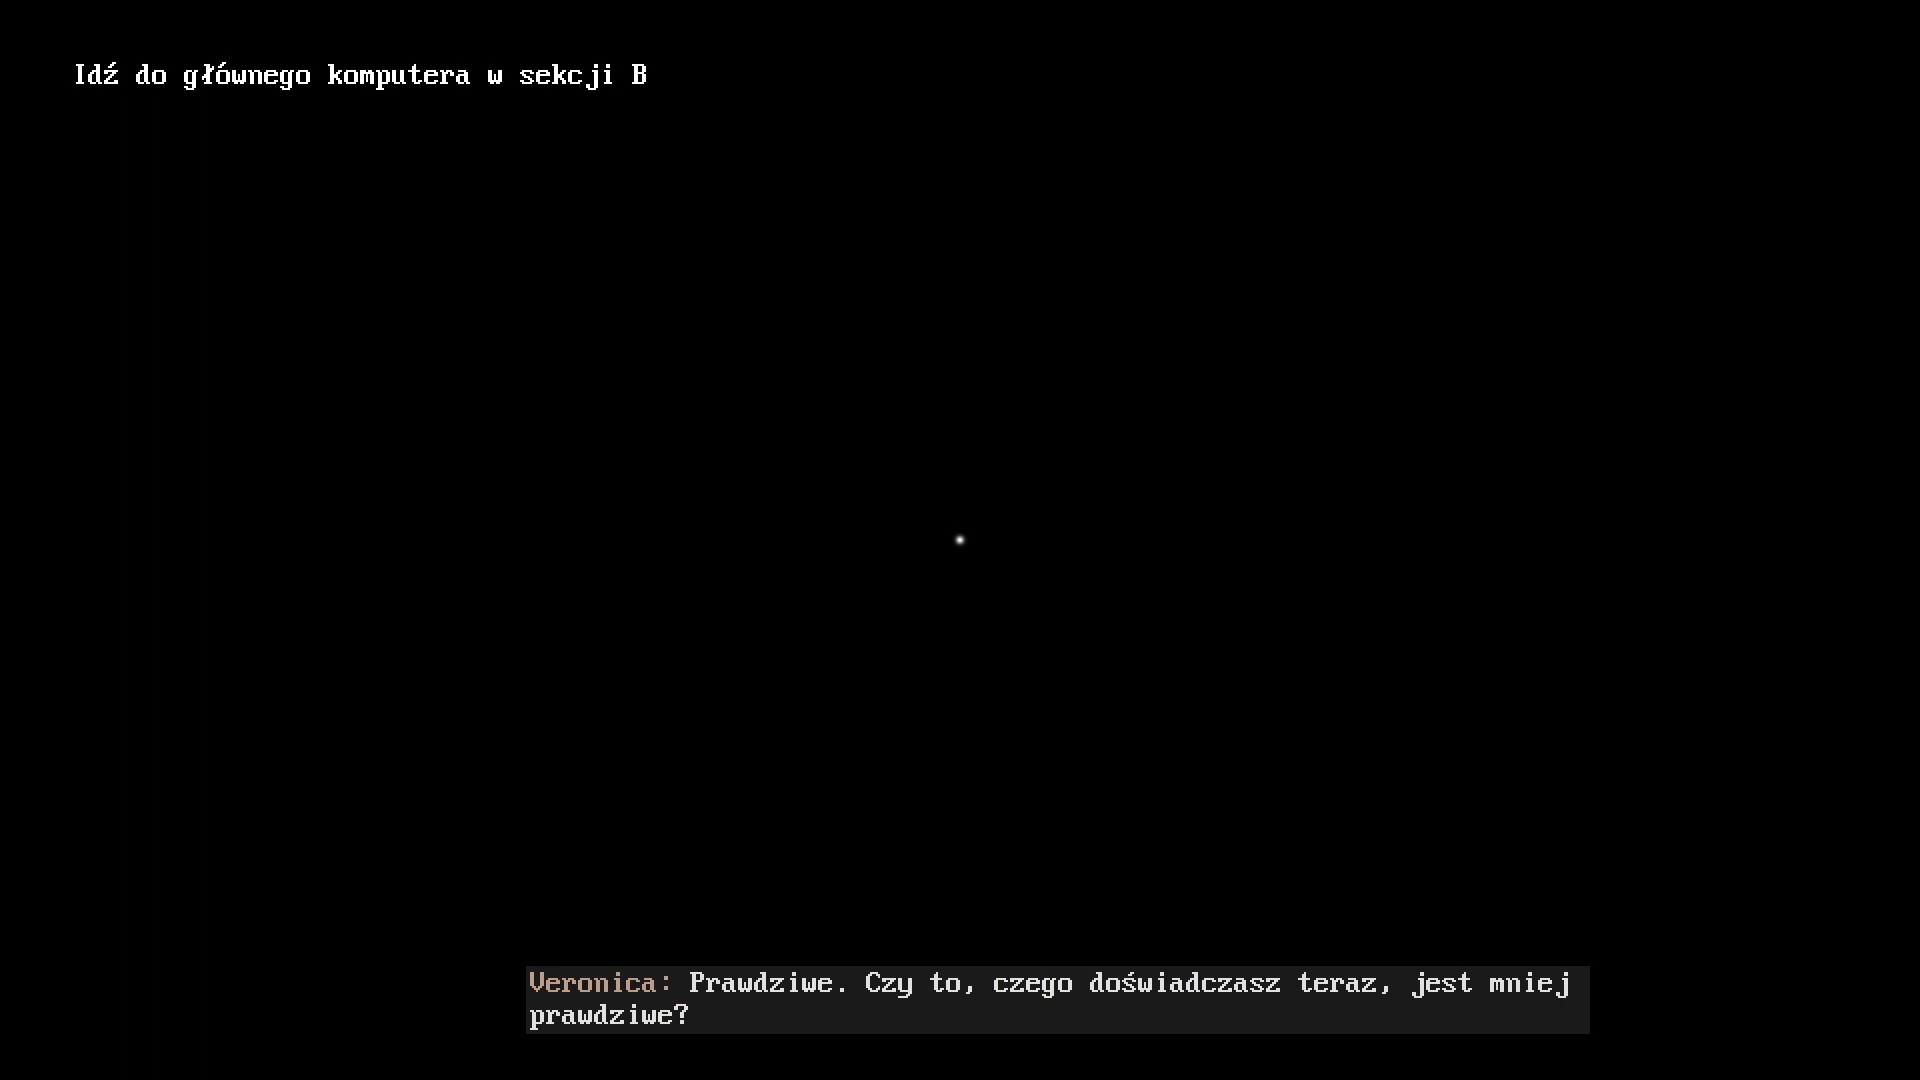 Idź do głównego komputera w sekcji B
Veronica: Prawdziwe. Czy to, czego doświadczasz teraz, jest mniej
prawdziwe?